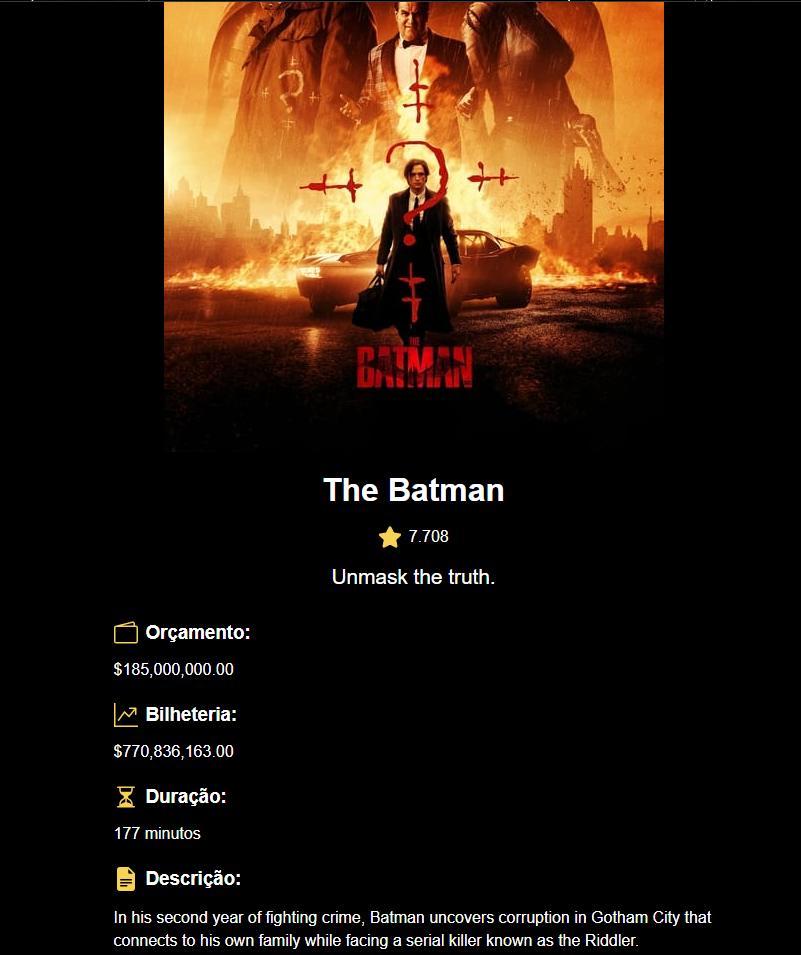 ?
?
THE
BATMAN
The Batman
7.708
Unmask the truth.
Orçamento:
$185,000,000.00
Bilheteria:
$770,836,163.00
Duração:
177 minutos
Descrição:
In his second year of fighting crime, Batman uncovers corruption in Gotham City that
connects to his own family while facing a serial killer known as the Riddler.